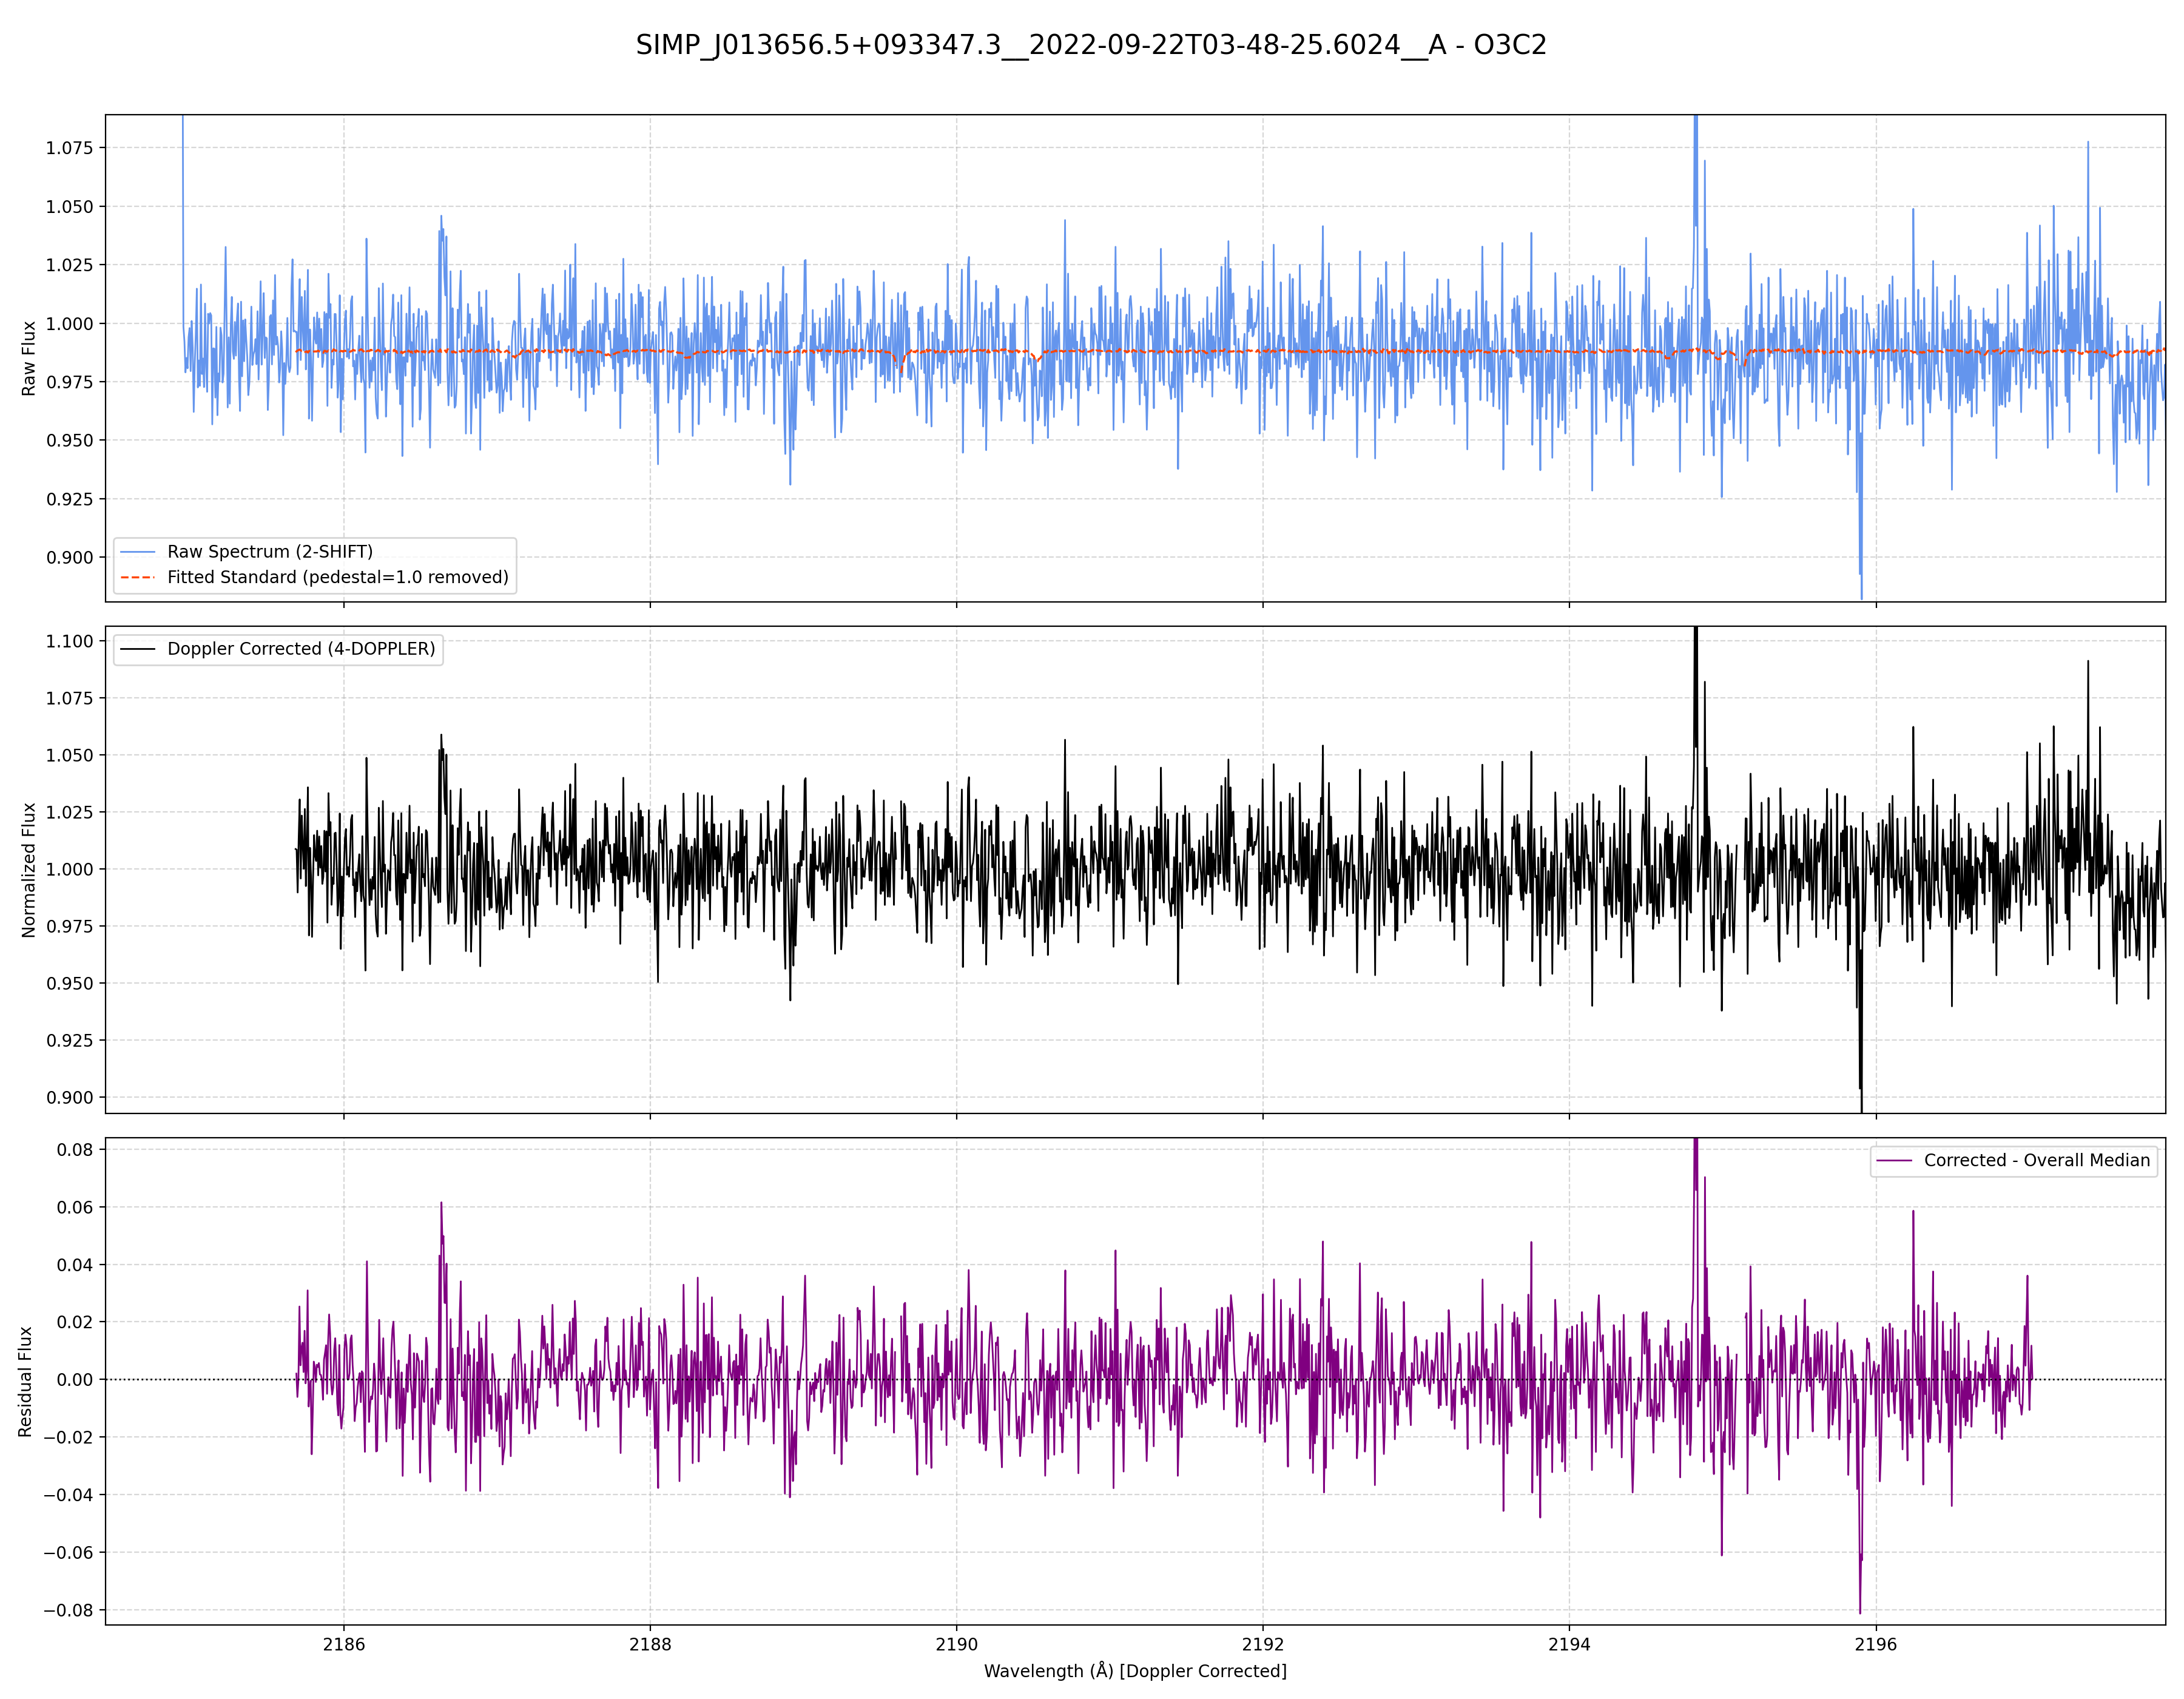 SIMP_J013656.5+093347.3__2022-09-22T03-48-25.6024__A - O3C2
1.075
1.050
1.025
1.000
0.975
0.950
0.925
0.900
Raw Flux
Raw Spectrum (2-SHIFT)
Fitted Standard (pedestal=1.0 removed)
1.100
1.075
1.050
1.025
1.000
0.975
0.950
0.925
0.900
Normalized Flux
Doppler Corrected (4-DOPPLER)
0.08
0.06
0.04
0.02
0.00
−0.02
−0.04
−0.06
−0.08
Residual Flux
Corrected - Overall Median
2186 2188 2190 2192 2194 2196
Wavelength (Å) [Doppler Corrected]